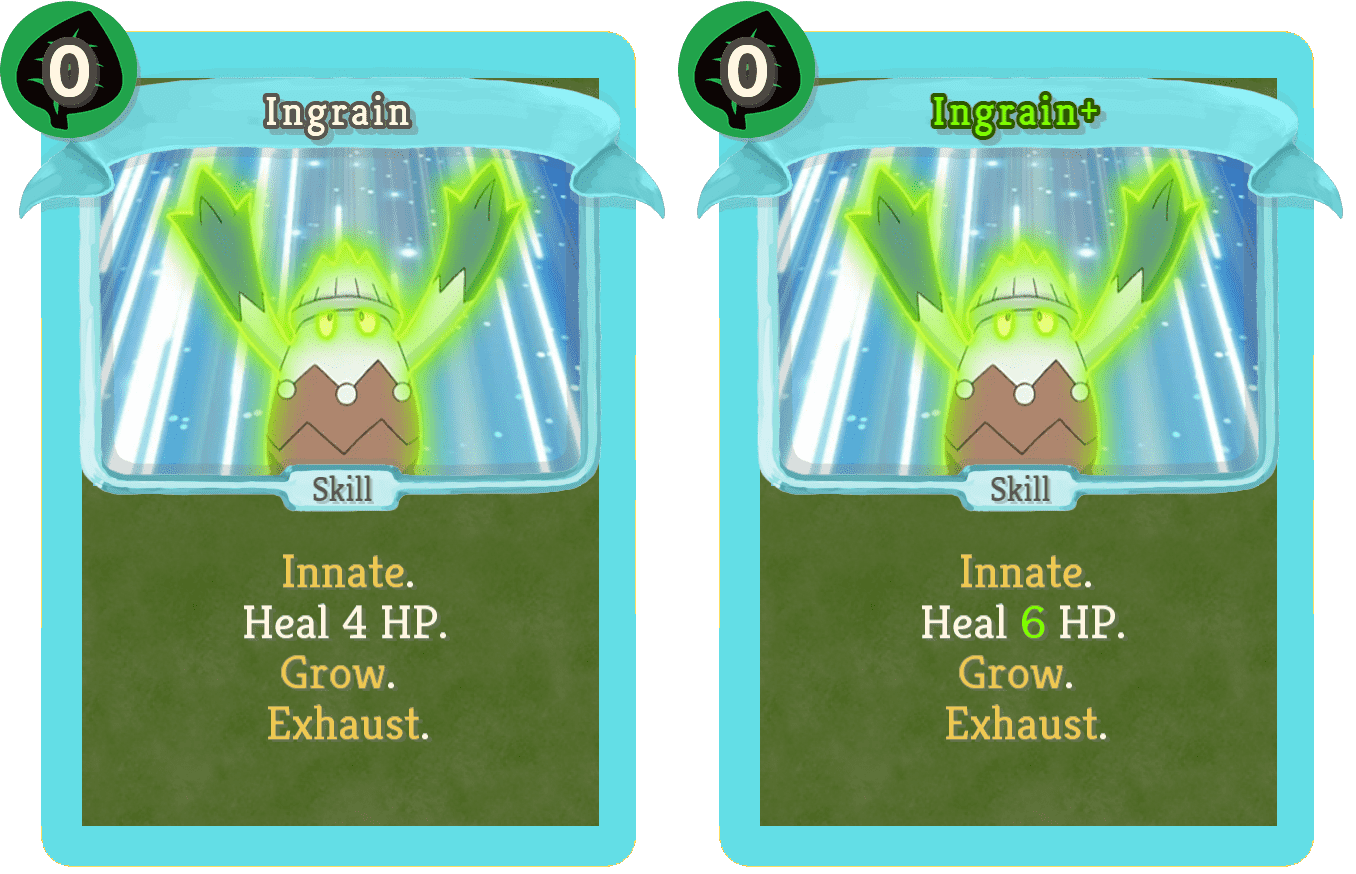 0
Ingrain
Skill
Innate.
Heal 4 HP.
Grow.
Exhaust.
0
Ingrain+
Skill
Innate.
Heal 6 HP.
Grow.
Exhaust.